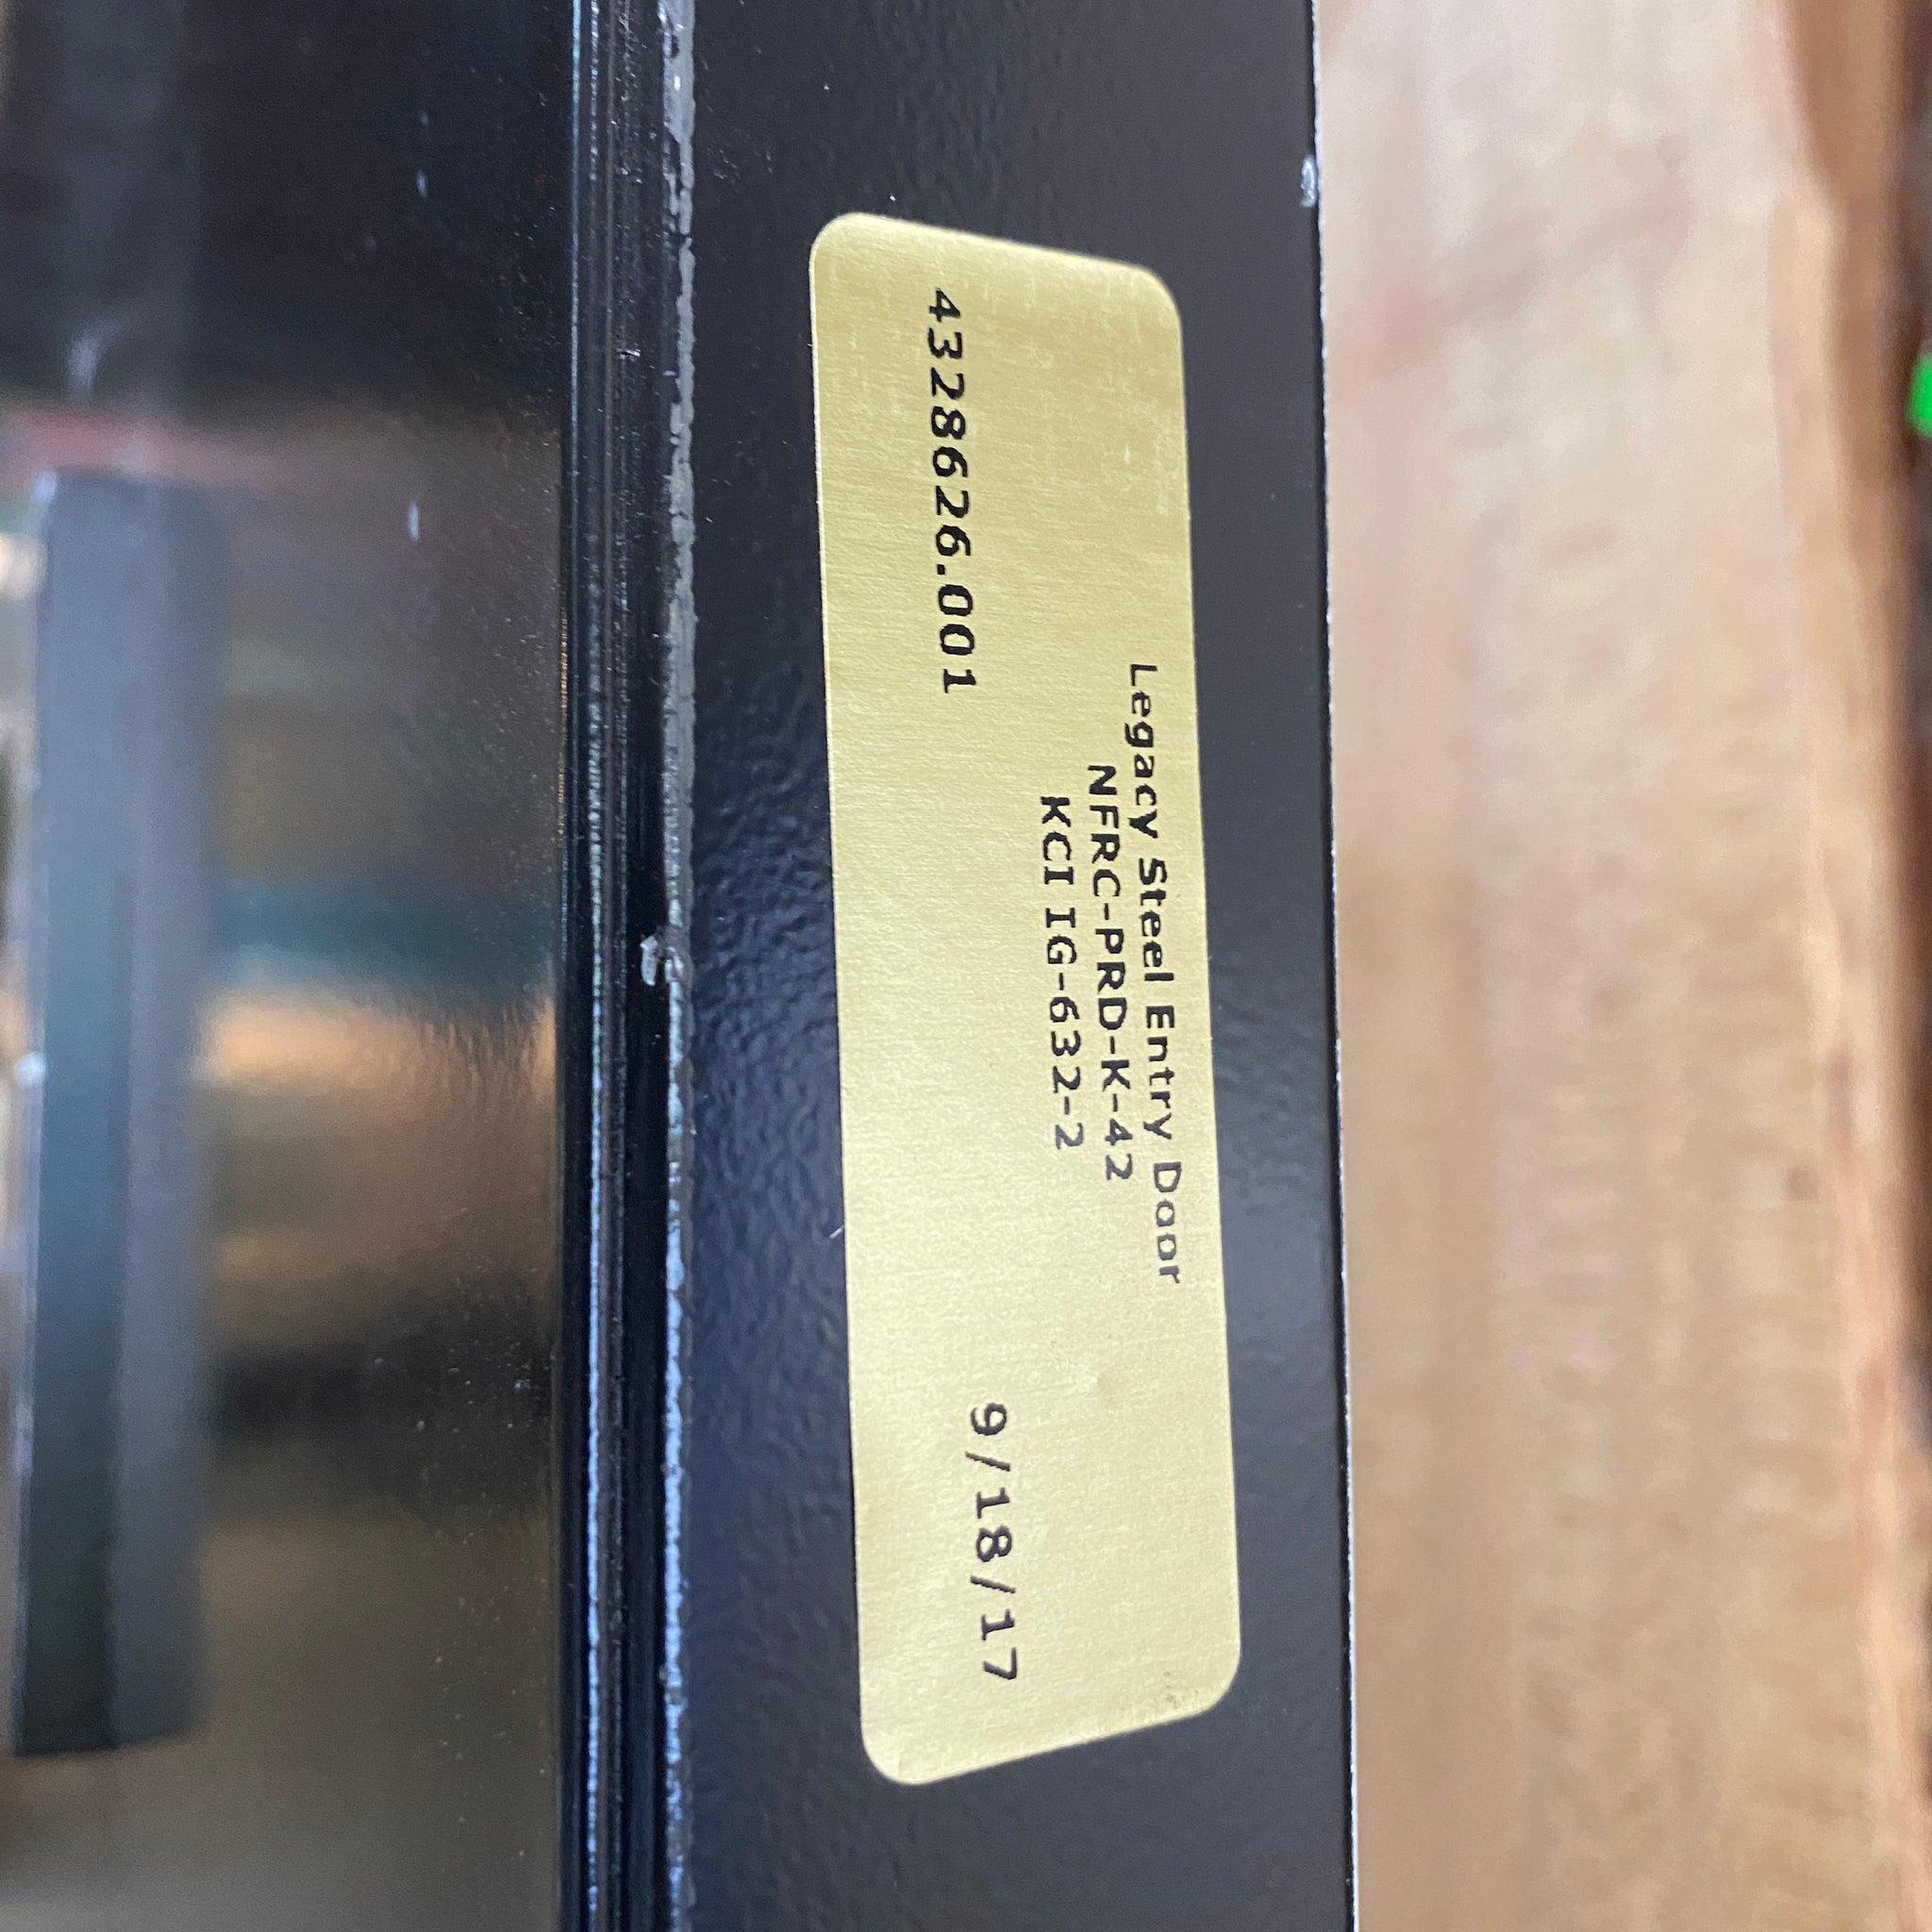 Legacy Steel Entry Door
NFRC-PRD-K-42
KCI IG-632-2
4328626.001
9/18/17